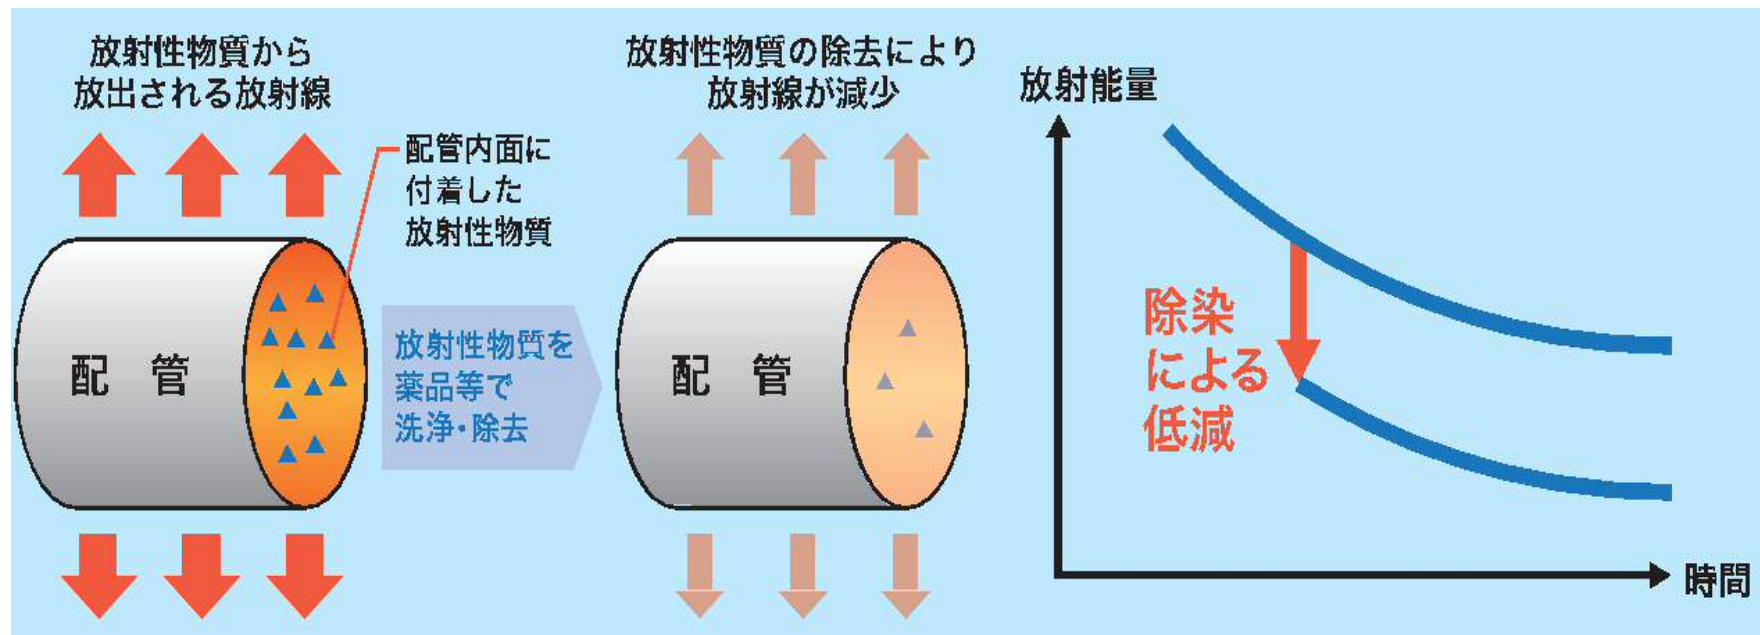 放射性物質から
放出される放射線
配管内面に
付着した
放射性物質
配 管
放射性物質を
薬品等で
洗浄・除去
放射性物質の除去により
放射線が減少
配 管
放射能量
除染
による
低減
時間